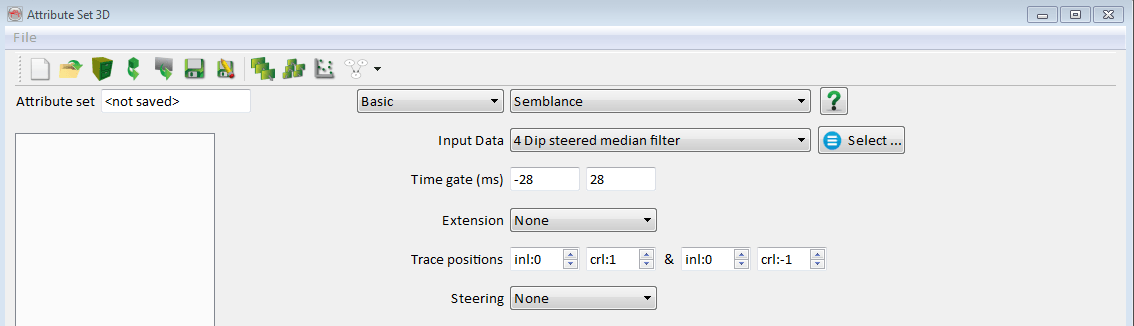 Attribute Set 3D
File
Attribute set <not saved> Basic Semblance ?
Input Data 4 Dip steered median filter Select ...
Time gate (ms) -28 28
Extension None
Trace positions inl:0 crl:1 & inl:0 crl:-1
Steering None